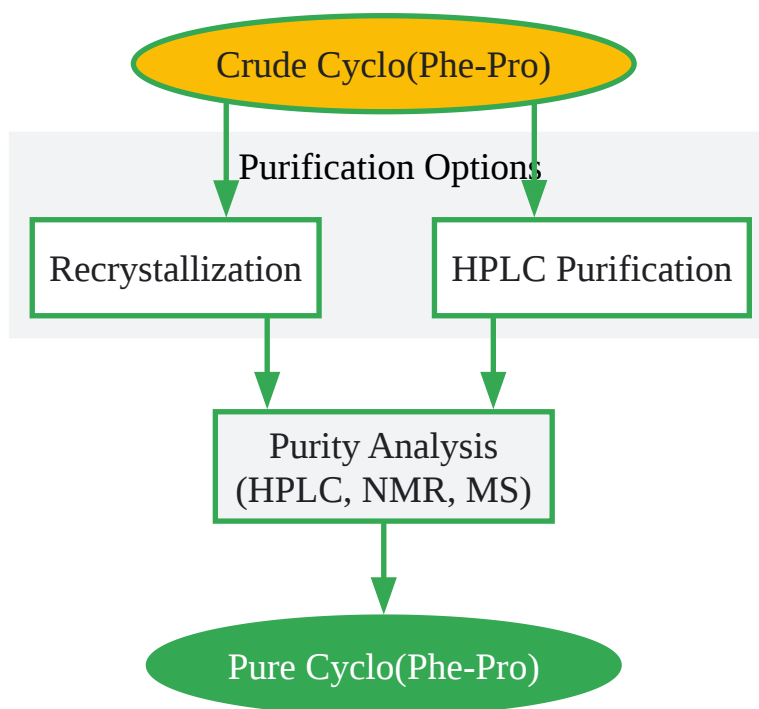 Crude Cyclo(Phe-Pro)
Purification Options
Recrystallization
HPLC Purification
Purity Analysis
(HPLC, NMR, MS)
Pure Cyclo(Phe-Pro)